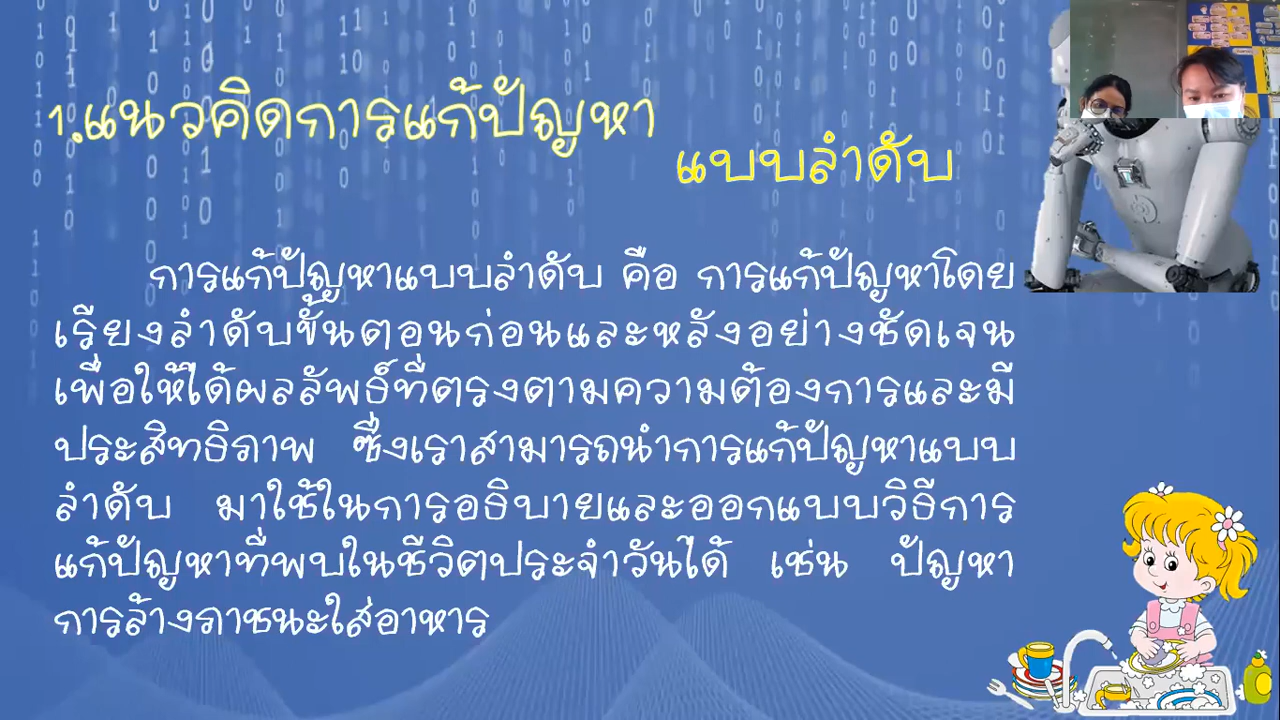 1.แนวคิดการแก้ปัญหา
แบบลำดับ
การแก้ปัญหาแบบลำดับ คือ การแก้ปัญหาโดย
เรียงลำดับขั้นตอนก่อนและหลังอย่างชัดเจน
เพื่อให้ได้ผลลัพธ์ที่ตรงตามความต้องการและมี
ประสิทธิภาพ ซึ่งเราสามารถนำการแก้ปัญหาแบบ
ลำดับ มาใช้ในการอธิบายและออกแบบวิธีการ
แก้ปัญหาที่พบในชีวิตประจำวันได้ เช่น ปัญหา
การล้างภาชนะใส่อาหาร